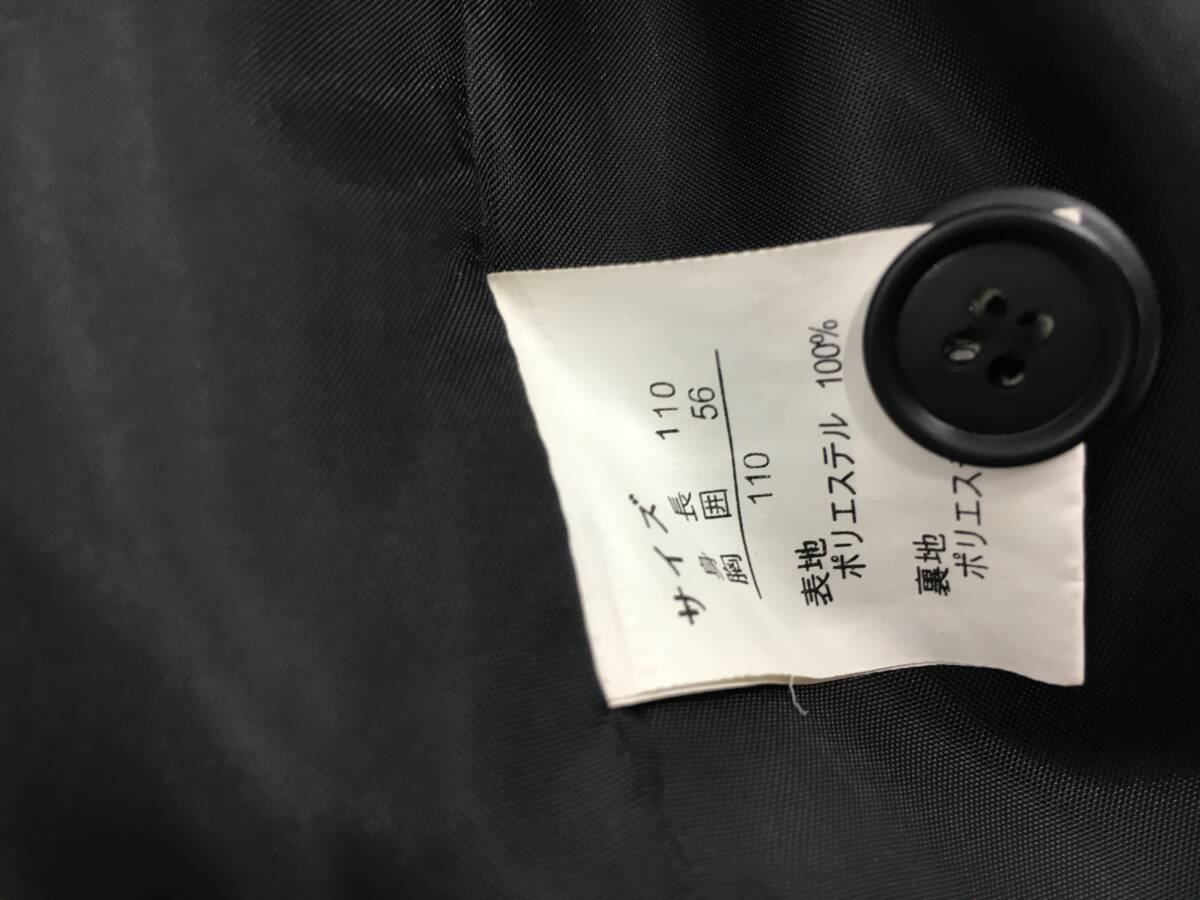 サイズ
身長 110
胸囲 56
110
表地
ポリエステル 100%
裏地
ポリエス